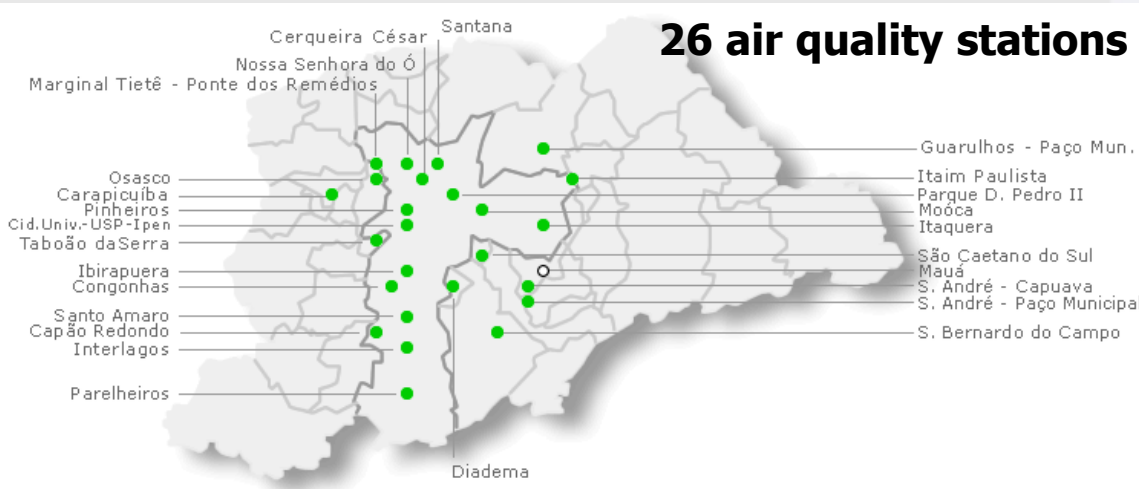 26 air quality stations
Santana
Cerqueira César
Nossa Senhora do Ó
Marginal Tietê - Ponte dos Remédios
Osasco
Carapicuíba
Pinheiros
Cid.Univ.-USP-Ipen
Taboão daSerra
Ibirapuera
Congonhas
Santo Amaro
Capão Redondo
Interlagos
Parelheiros
Guarulhos - Paço Mun.
Itaim Paulista
Parque D. Pedro II
Moóca
Itaquera
São Caetano do Sul
Mauá
S. André - Capuava
S. André - Paço Municipal
S. Bernardo do Campo
Diadema